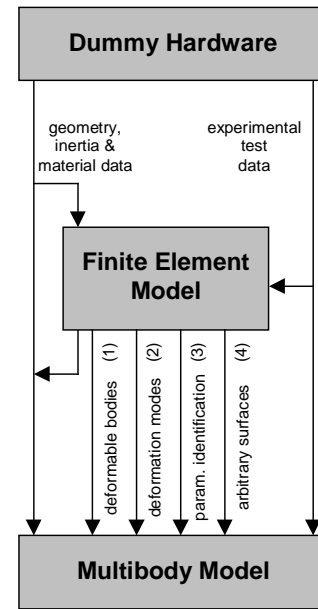 Dummy Hardware
geometry,
inertia &
material data
experimental
test
data
Finite Element
Model
deformable bodies (1)
deformation modes (2)
param. identification (3)
arbitrary surfaces (4)
Multibody Model